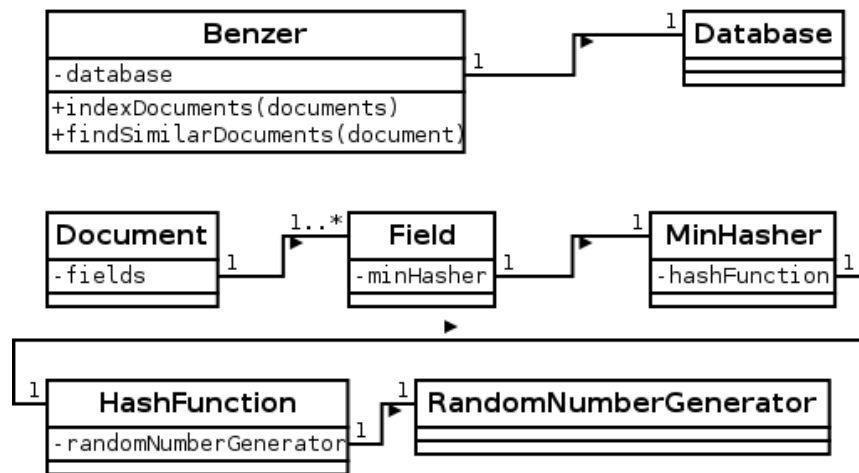 Benzer
-database
+indexDocuments(documents)
+findSimilarDocuments(document)
1
1
Database
Document
-fields
1
1..*
Field
-minHasher
1
1
MinHasher
-hashFunction
1
1
HashFunction
-randomNumberGenerator
1
1
RandomNumberGenerator